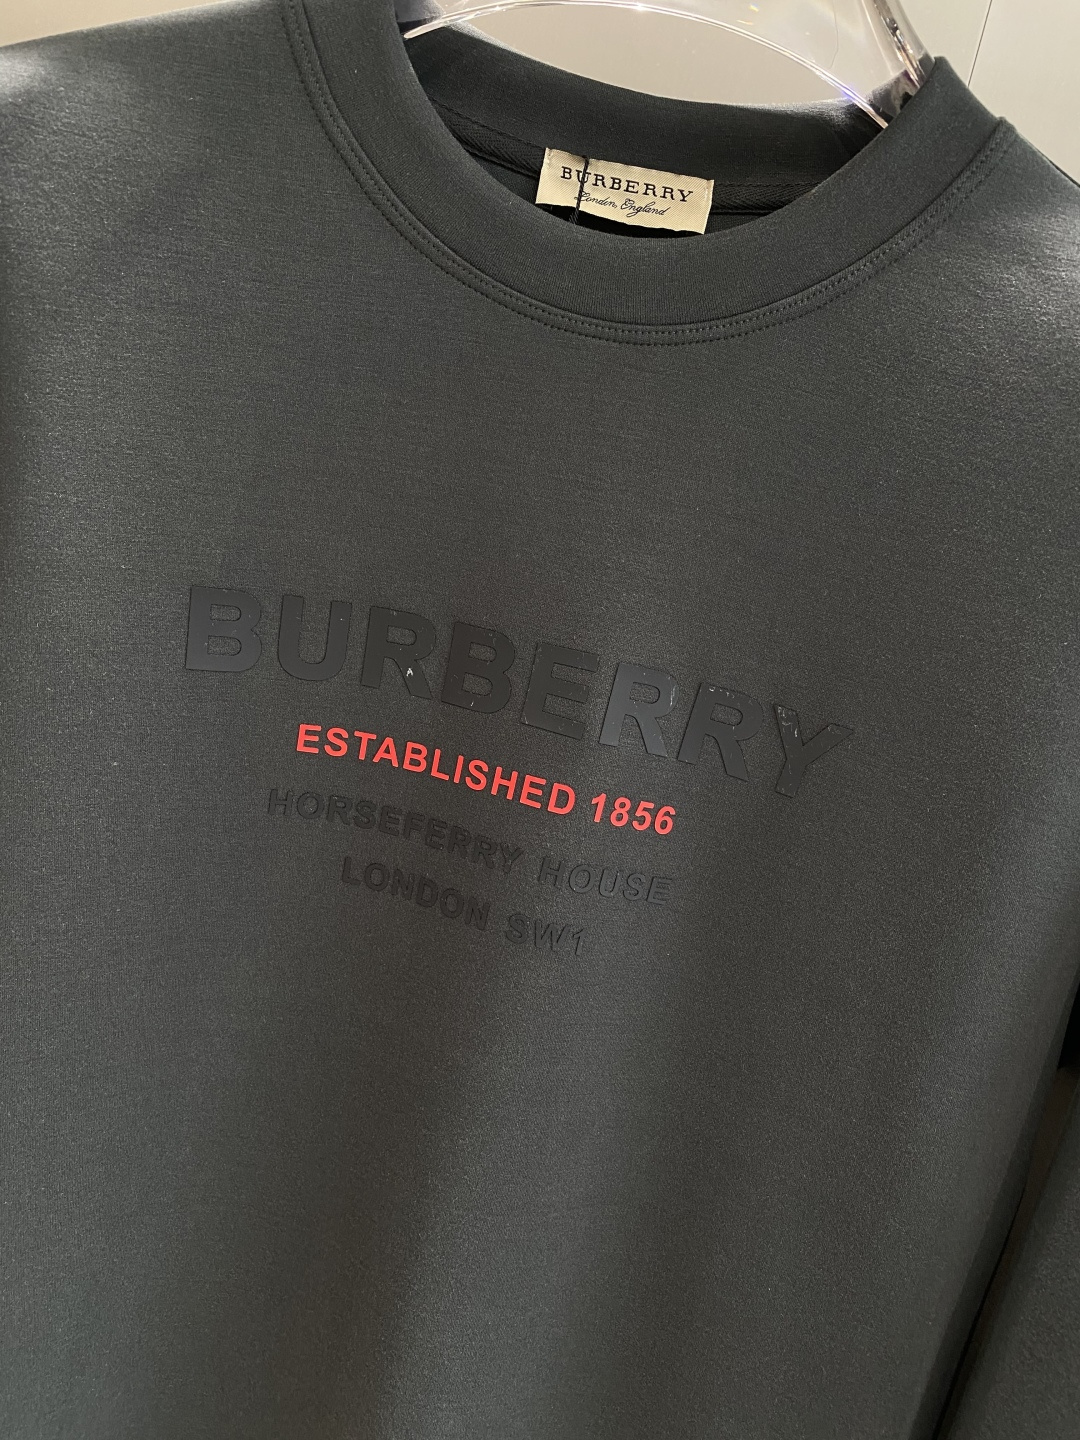 BURBERRY
London, England
BURBERRY
ESTABLISHED 1856
HORSEFERRY HOUSE
LONDON SW1